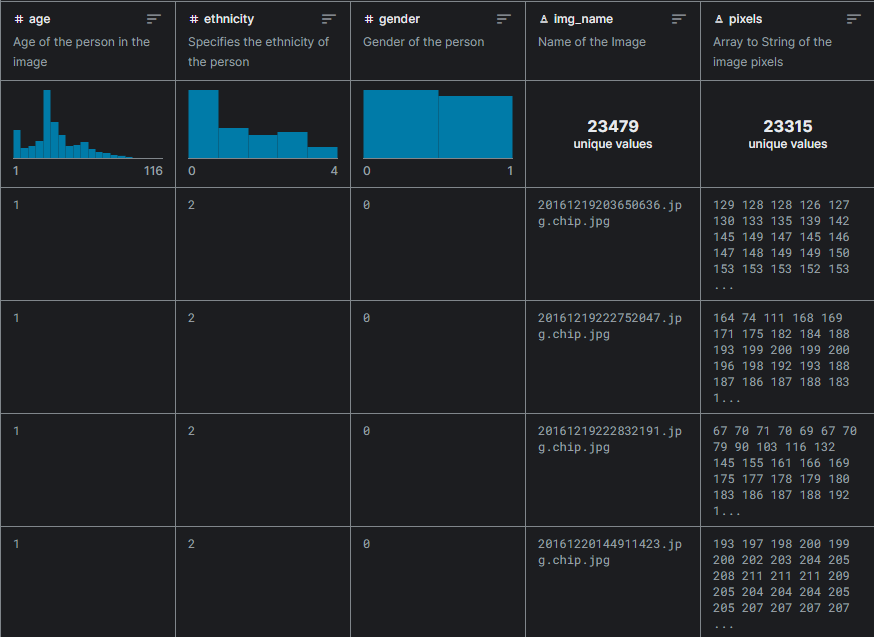 # age
Age of the person in the
image
# ethnicity
Specifies the ethnicity of
the person
# gender
Gender of the person
img_name
Name of the Image
pixels
Array to String of the
image pixels
1 116
0 4
0 1
23479
unique values
23315
unique values
1
2
0
20161219203650636.jp
g.chip.jpg
129 128 128 126 127
130 133 135 139 142
145 149 147 145 146
147 148 149 149 150
153 153 153 152 153
...
1
2
0
20161219222752047.jp
g.chip.jpg
164 74 111 168 169
171 175 182 184 188
193 199 200 199 200
196 198 192 193 188
187 186 187 188 183
1...
1
2
0
20161219222832191.jp
g.chip.jpg
67 70 71 70 69 67 70
79 90 103 116 132
145 155 161 166 169
175 177 178 179 180
183 186 187 188 192
1...
1
2
0
20161220144911423.jp
g.chip.jpg
193 197 198 200 199
200 202 203 204 205
208 211 211 211 209
205 204 204 204 205
205 207 207 207 207
...